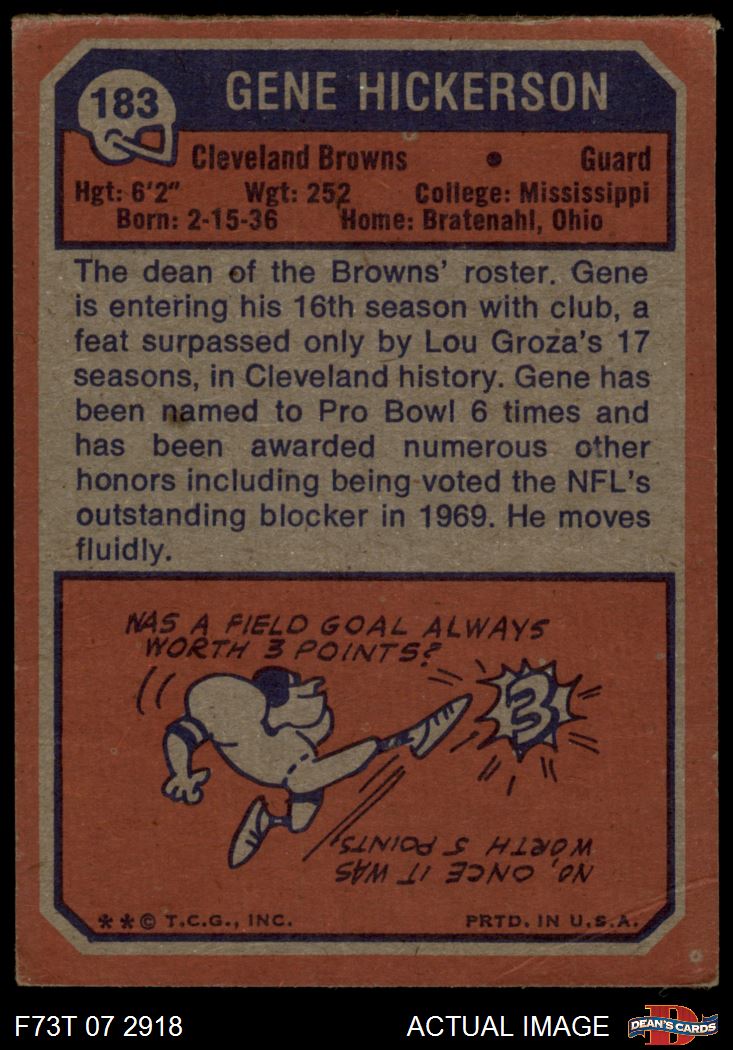 183
GENE HICKERSON
Cleveland Browns • Guard
Hgt: 6'2" Wgt: 252 College: Mississippi
Born: 2-15-36 Home: Bratenahl, Ohio
The dean of the Browns' roster. Gene
is entering his 16th season with club, a
feat surpassed only by Lou Groza's 17
seasons, in Cleveland history. Gene has
been named to Pro Bowl 6 times and
has been awarded numerous other
honors including being voted the NFL's
outstanding blocker in 1969. He moves
fluidly.
WAS A FIELD GOAL ALWAYS
WORTH 3 POINTS?
3
NO, ONCE IT WAS
WORTH 5 POINTS.
**© T.C.G., INC. PRTD. IN U.S.A.
F73T 07 2918 ACTUAL IMAGE
D
DEAN'S CARDS